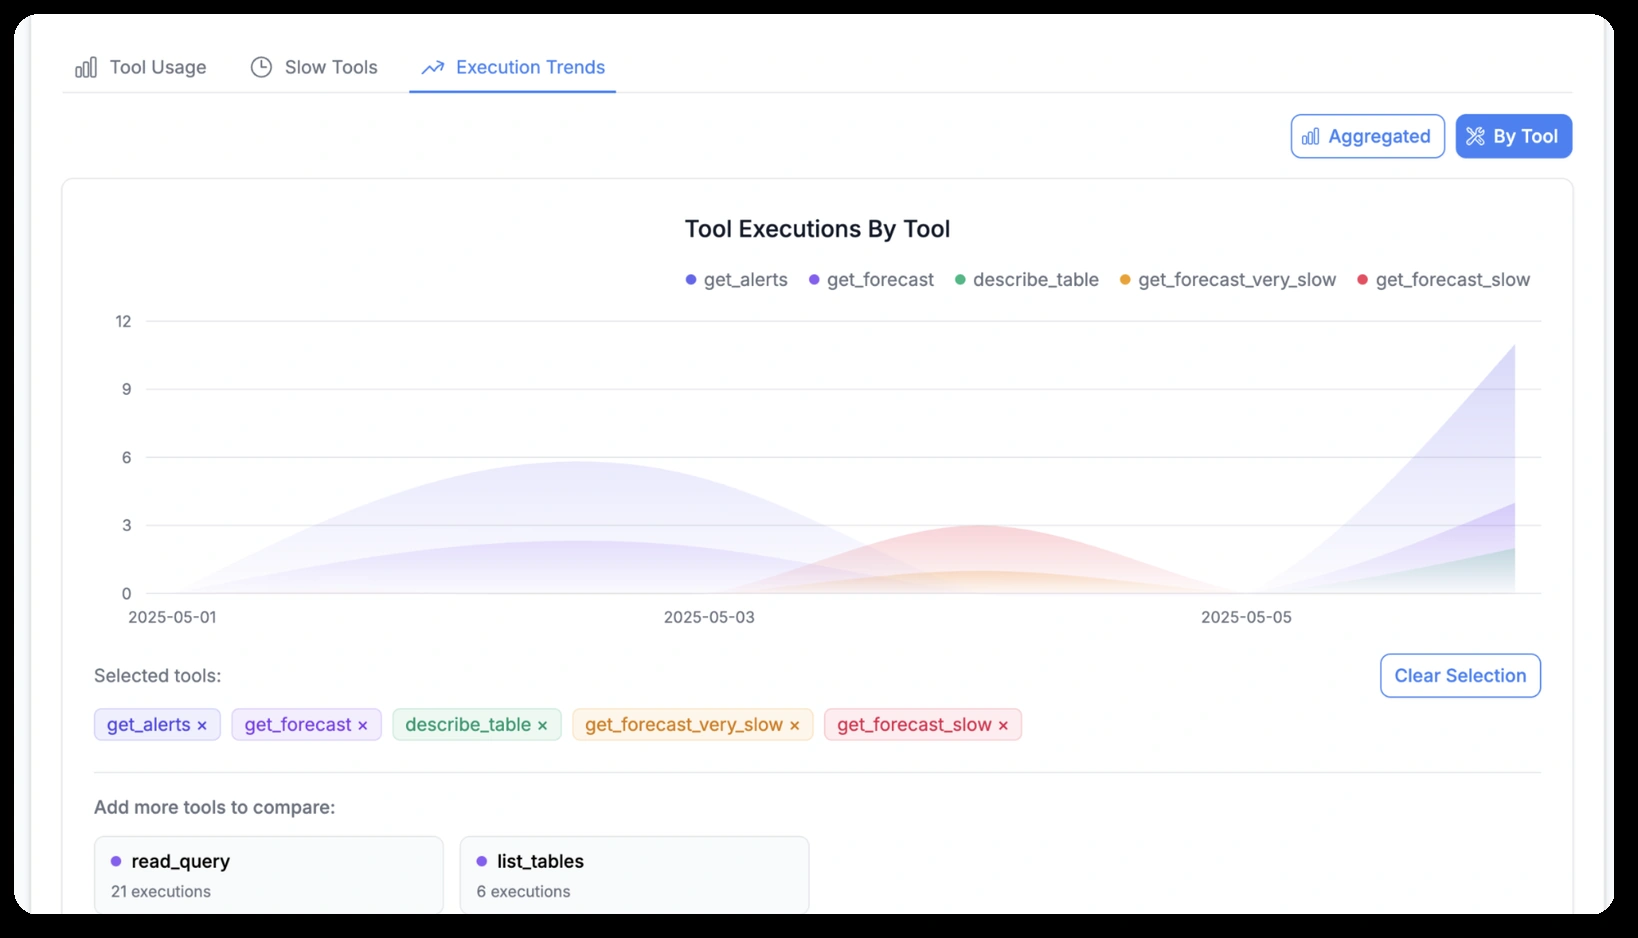 Tool Usage
Slow Tools
Execution Trends
Aggregated
By Tool
Tool Executions By Tool
get_alerts
get_forecast
describe_table
get_forecast_very_slow
get_forecast_slow
12
9
6
3
0
2025-05-01
2025-05-03
2025-05-05
Selected tools:
Clear Selection
get_alerts ×
get_forecast ×
describe_table ×
get_forecast_very_slow ×
get_forecast_slow ×
Add more tools to compare:
read_query
21 executions
list_tables
6 executions